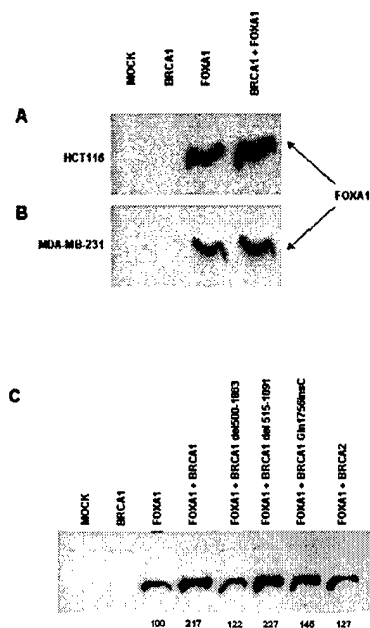 MOCK
BRCA1
FOXA1
BRCA1 + FOXA1
A
HCT116
FOXA1
B
MDA-MB-231
C
MOCK
BRCA1
FOXA1
FOXA1 + BRCA1
FOXA1 + BRCA1 del500-1863
FOXA1 + BRCA1 del 515-1091
FOXA1 + BRCA1 Gln1756insC
FOXA1 + BRCA2
100 217 122 227 145 127